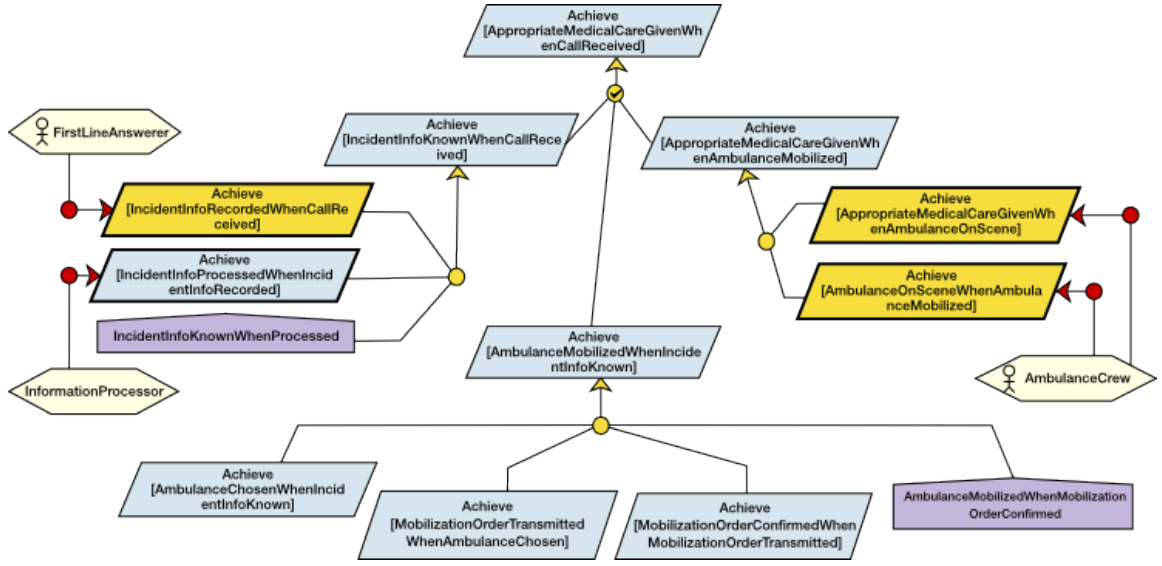 Achieve
[AppropriateMedicalCareGivenWh
enCallReceived]
FirstLineAnswerer
Achieve
[IncidentInfoKnownWhenCallRece
ived]
Achieve
[AppropriateMedicalCareGivenWh
enAmbulanceMobilized]
Achieve
[IncidentInfoRecordedWhenCallRe
ceived]
Achieve
[AppropriateMedicalCareGivenWh
enAmbulanceOnScene]
Achieve
[IncidentInfoProcessedWhenIncid
entInfoRecorded]
Achieve
[AmbulanceOnSceneWhenAmbula
nceMobilized]
IncidentInfoKnownWhenProcessed
Achieve
[AmbulanceMobilizedWhenIncide
ntInfoKnown]
InformationProcessor
AmbulanceCrew
Achieve
[AmbulanceChosenWhenIncid
entInfoKnown]
Achieve
[MobilizationOrderTransmitted
WhenAmbulanceChosen]
Achieve
[MobilizationOrderConfirmedWhen
MobilizationOrderTransmitted]
AmbulanceMobilizedWhenMobilization
OrderConfirmed